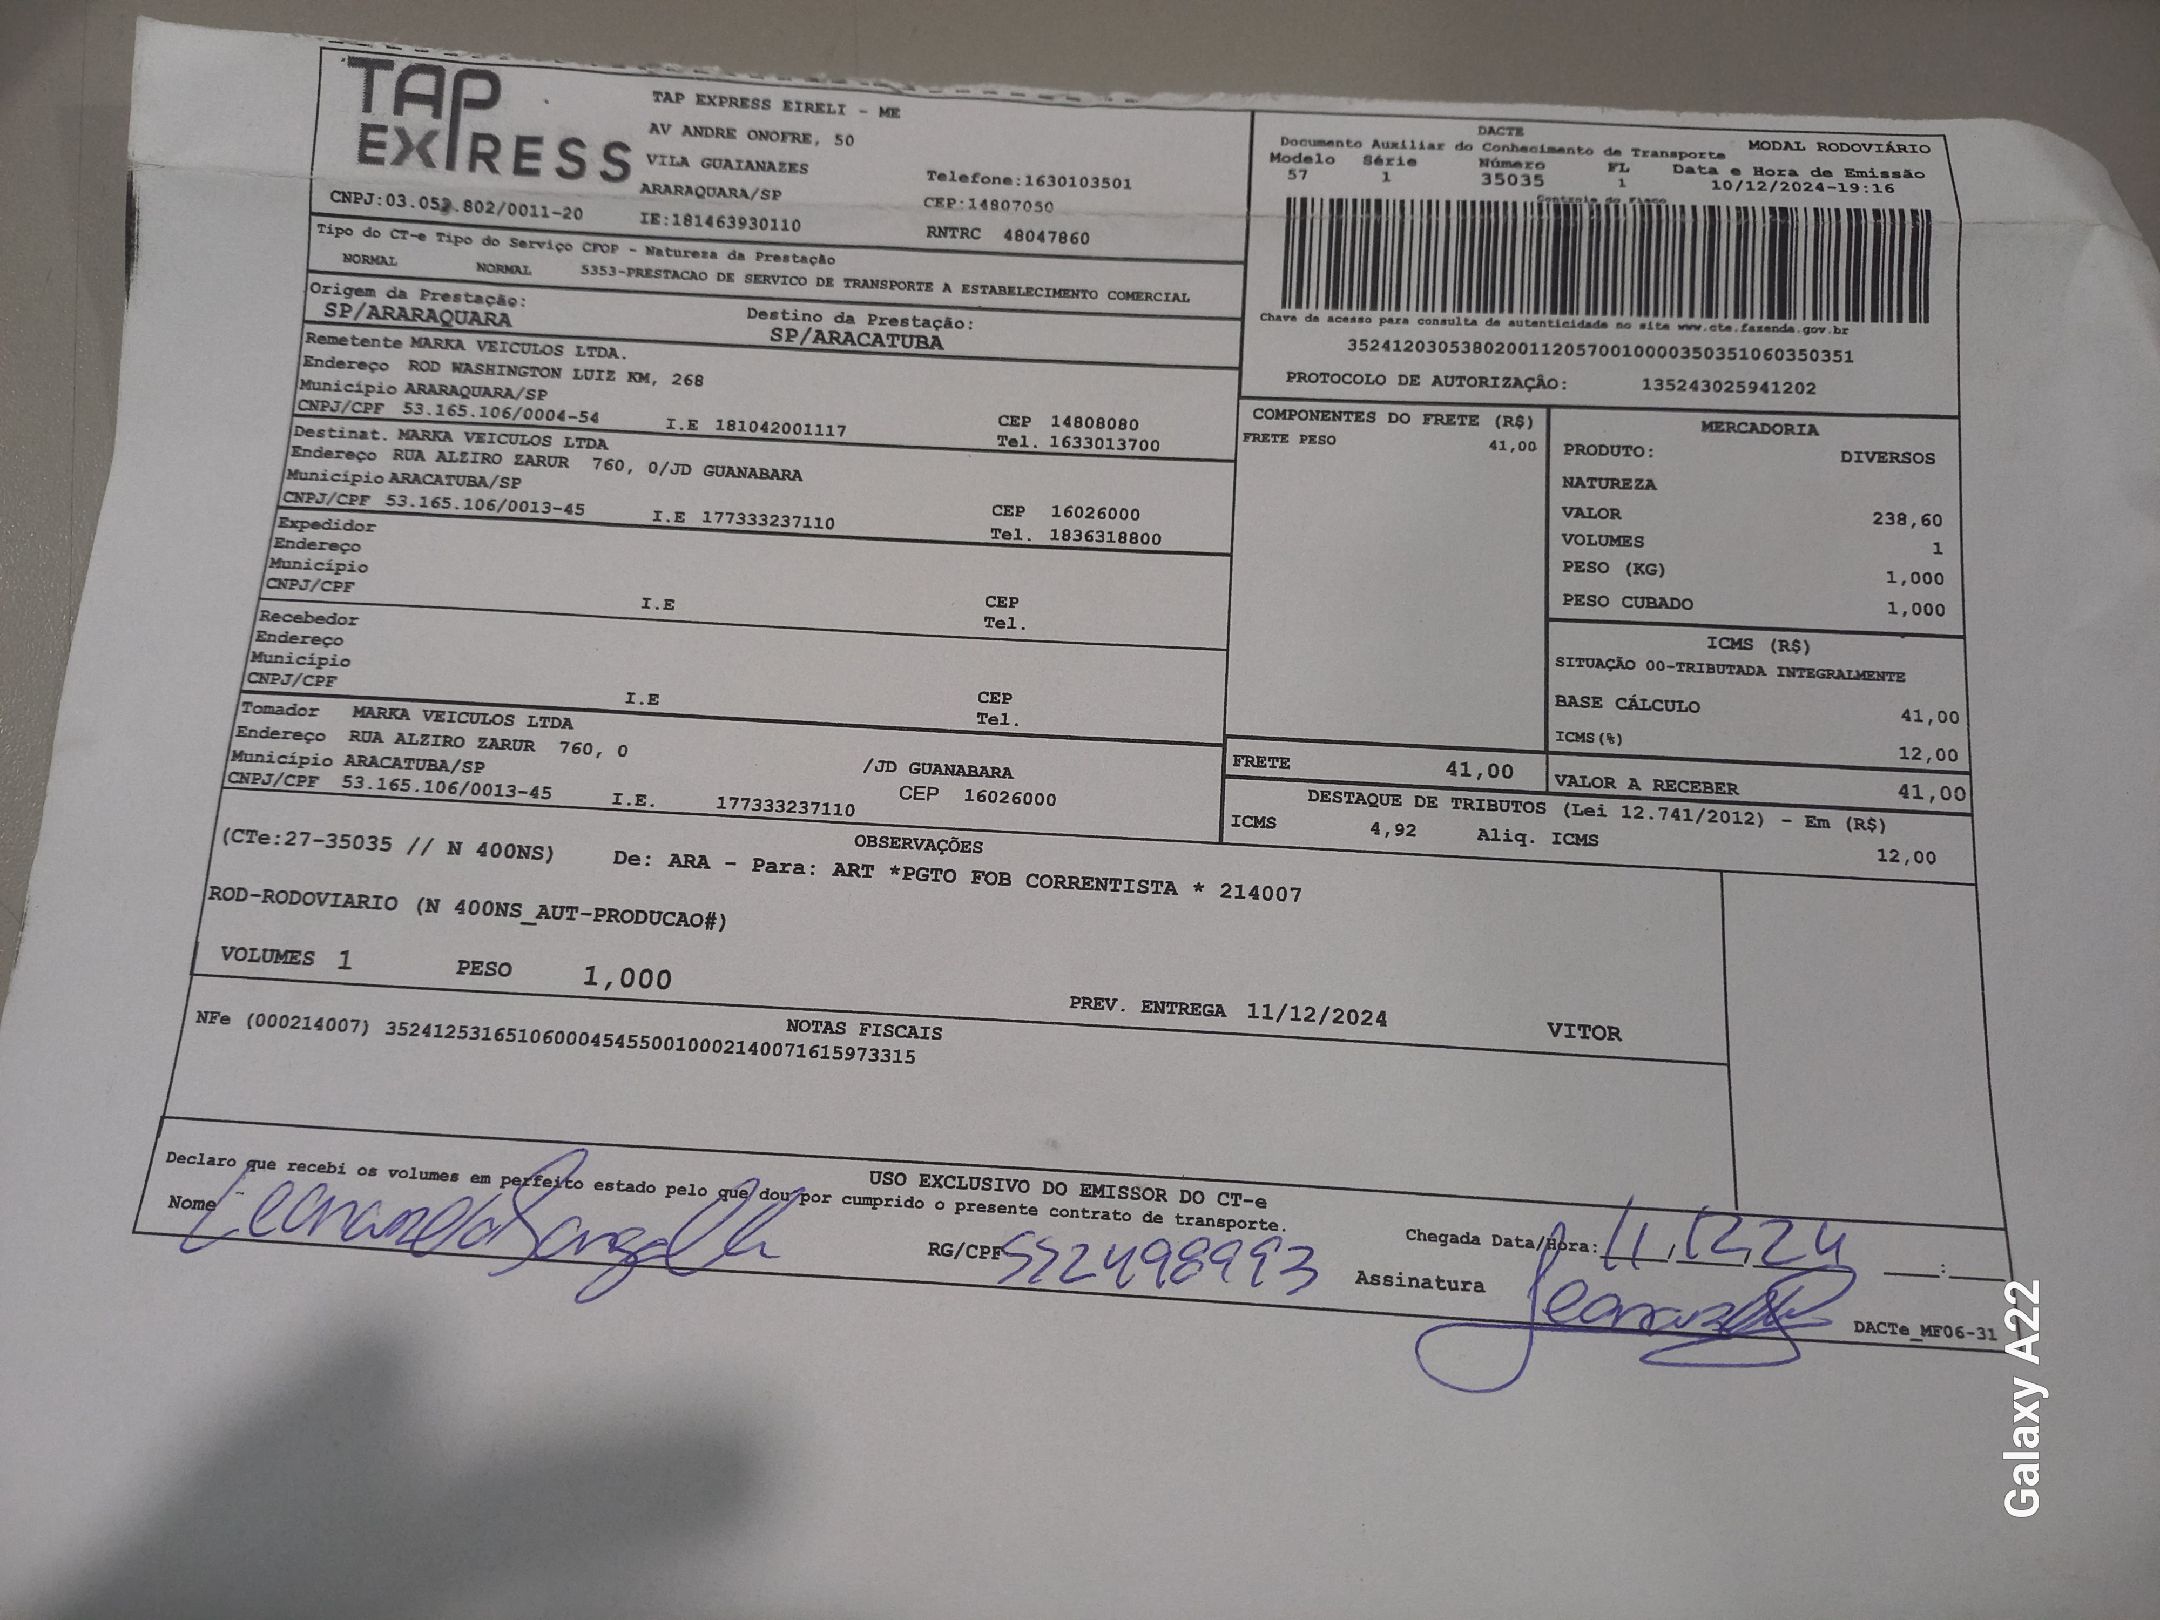 TAP EXPRESS
TAP EXPRESS EIRELI - ME
AV ANDRE ONOFRE, 50
VILA GUAIANAZES
ARARAQUARA/SP
Telefone:1630103501
CEP:14807050
CNPJ:03.053.802/0011-20
IE:181463930110
RNTRC 48047860
Tipo do CT-e Tipo do Serviço CFOP - Natureza da Prestação
NORMAL NORMAL 5353-PRESTACAO DE SERVICO DE TRANSPORTE A ESTABELECIMENTO COMERCIAL
Origem da Prestação:
SP/ARARAQUARA
Destino da Prestação:
SP/ARACATUBA
DACTE
Documento Auxiliar do Conhecimento de Transporte
MODAL RODOVIÁRIO
Modelo Série Número FL Data e Hora de Emissão
57 1 35035 1 10/12/2024-19:16
Controle do Fisco
Chave de acesso para consulta de autenticidade no site www.cte.fazenda.gov.br
35241203053802001120570010000350351060350351
PROTOCOLO DE AUTORIZAÇÃO: 135243025941202
Remetente MARKA VEICULOS LTDA.
Endereço ROD WASHINGTON LUIZ KM, 268
Município ARARAQUARA/SP
CNPJ/CPF 53.165.106/0004-54 I.E 181042001117
CEP 14808080
Tel. 1633013700
Destinat. MARKA VEICULOS LTDA
Endereço RUA ALZIRO ZARUR 760, 0/JD GUANABARA
Município ARACATUBA/SP
CNPJ/CPF 53.165.106/0013-45 I.E 177333237110
CEP 16026000
Tel. 1836318800
Expedidor
Endereço
Município
CNPJ/CPF I.E
CEP
Tel.
Recebedor
Endereço
Município
CNPJ/CPF I.E
CEP
Tel.
Tomador MARKA VEICULOS LTDA
Endereço RUA ALZIRO ZARUR 760, 0 /JD GUANABARA
Município ARACATUBA/SP
CNPJ/CPF 53.165.106/0013-45 I.E. 177333237110
CEP 16026000
COMPONENTES DO FRETE (R$)
FRETE PESO 41,00
MERCADORIA
PRODUTO: DIVERSOS
NATUREZA
VALOR 238,60
VOLUMES 1
PESO (KG) 1,000
PESO CUBADO 1,000
ICMS (R$)
SITUAÇÃO 00-TRIBUTADA INTEGRALMENTE
BASE CÁLCULO 41,00
ICMS(%) 12,00
FRETE 41,00
VALOR A RECEBER 41,00
DESTAQUE DE TRIBUTOS (Lei 12.741/2012) - Em (R$)
ICMS 4,92 Aliq. ICMS 12,00
OBSERVAÇÕES
(CTe:27-35035 // N 400NS) De: ARA - Para: ART *PGTO FOB CORRENTISTA * 214007
ROD-RODOVIARIO (N 400NS_AUT-PRODUCAO#)
VOLUMES 1 PESO 1,000
PREV. ENTREGA 11/12/2024 VITOR
NOTAS FISCAIS
NFe (000214007) 35241253165106000454550010002140071615973315
USO EXCLUSIVO DO EMISSOR DO CT-e
Declaro que recebi os volumes em perfeito estado pelo que dou por cumprido o presente contrato de transporte.
Nome
RG/CPF 522498993
Chegada Data/Hora: 11,12,24 __:__
Assinatura
DACTe_MF06-31
Galaxy A22